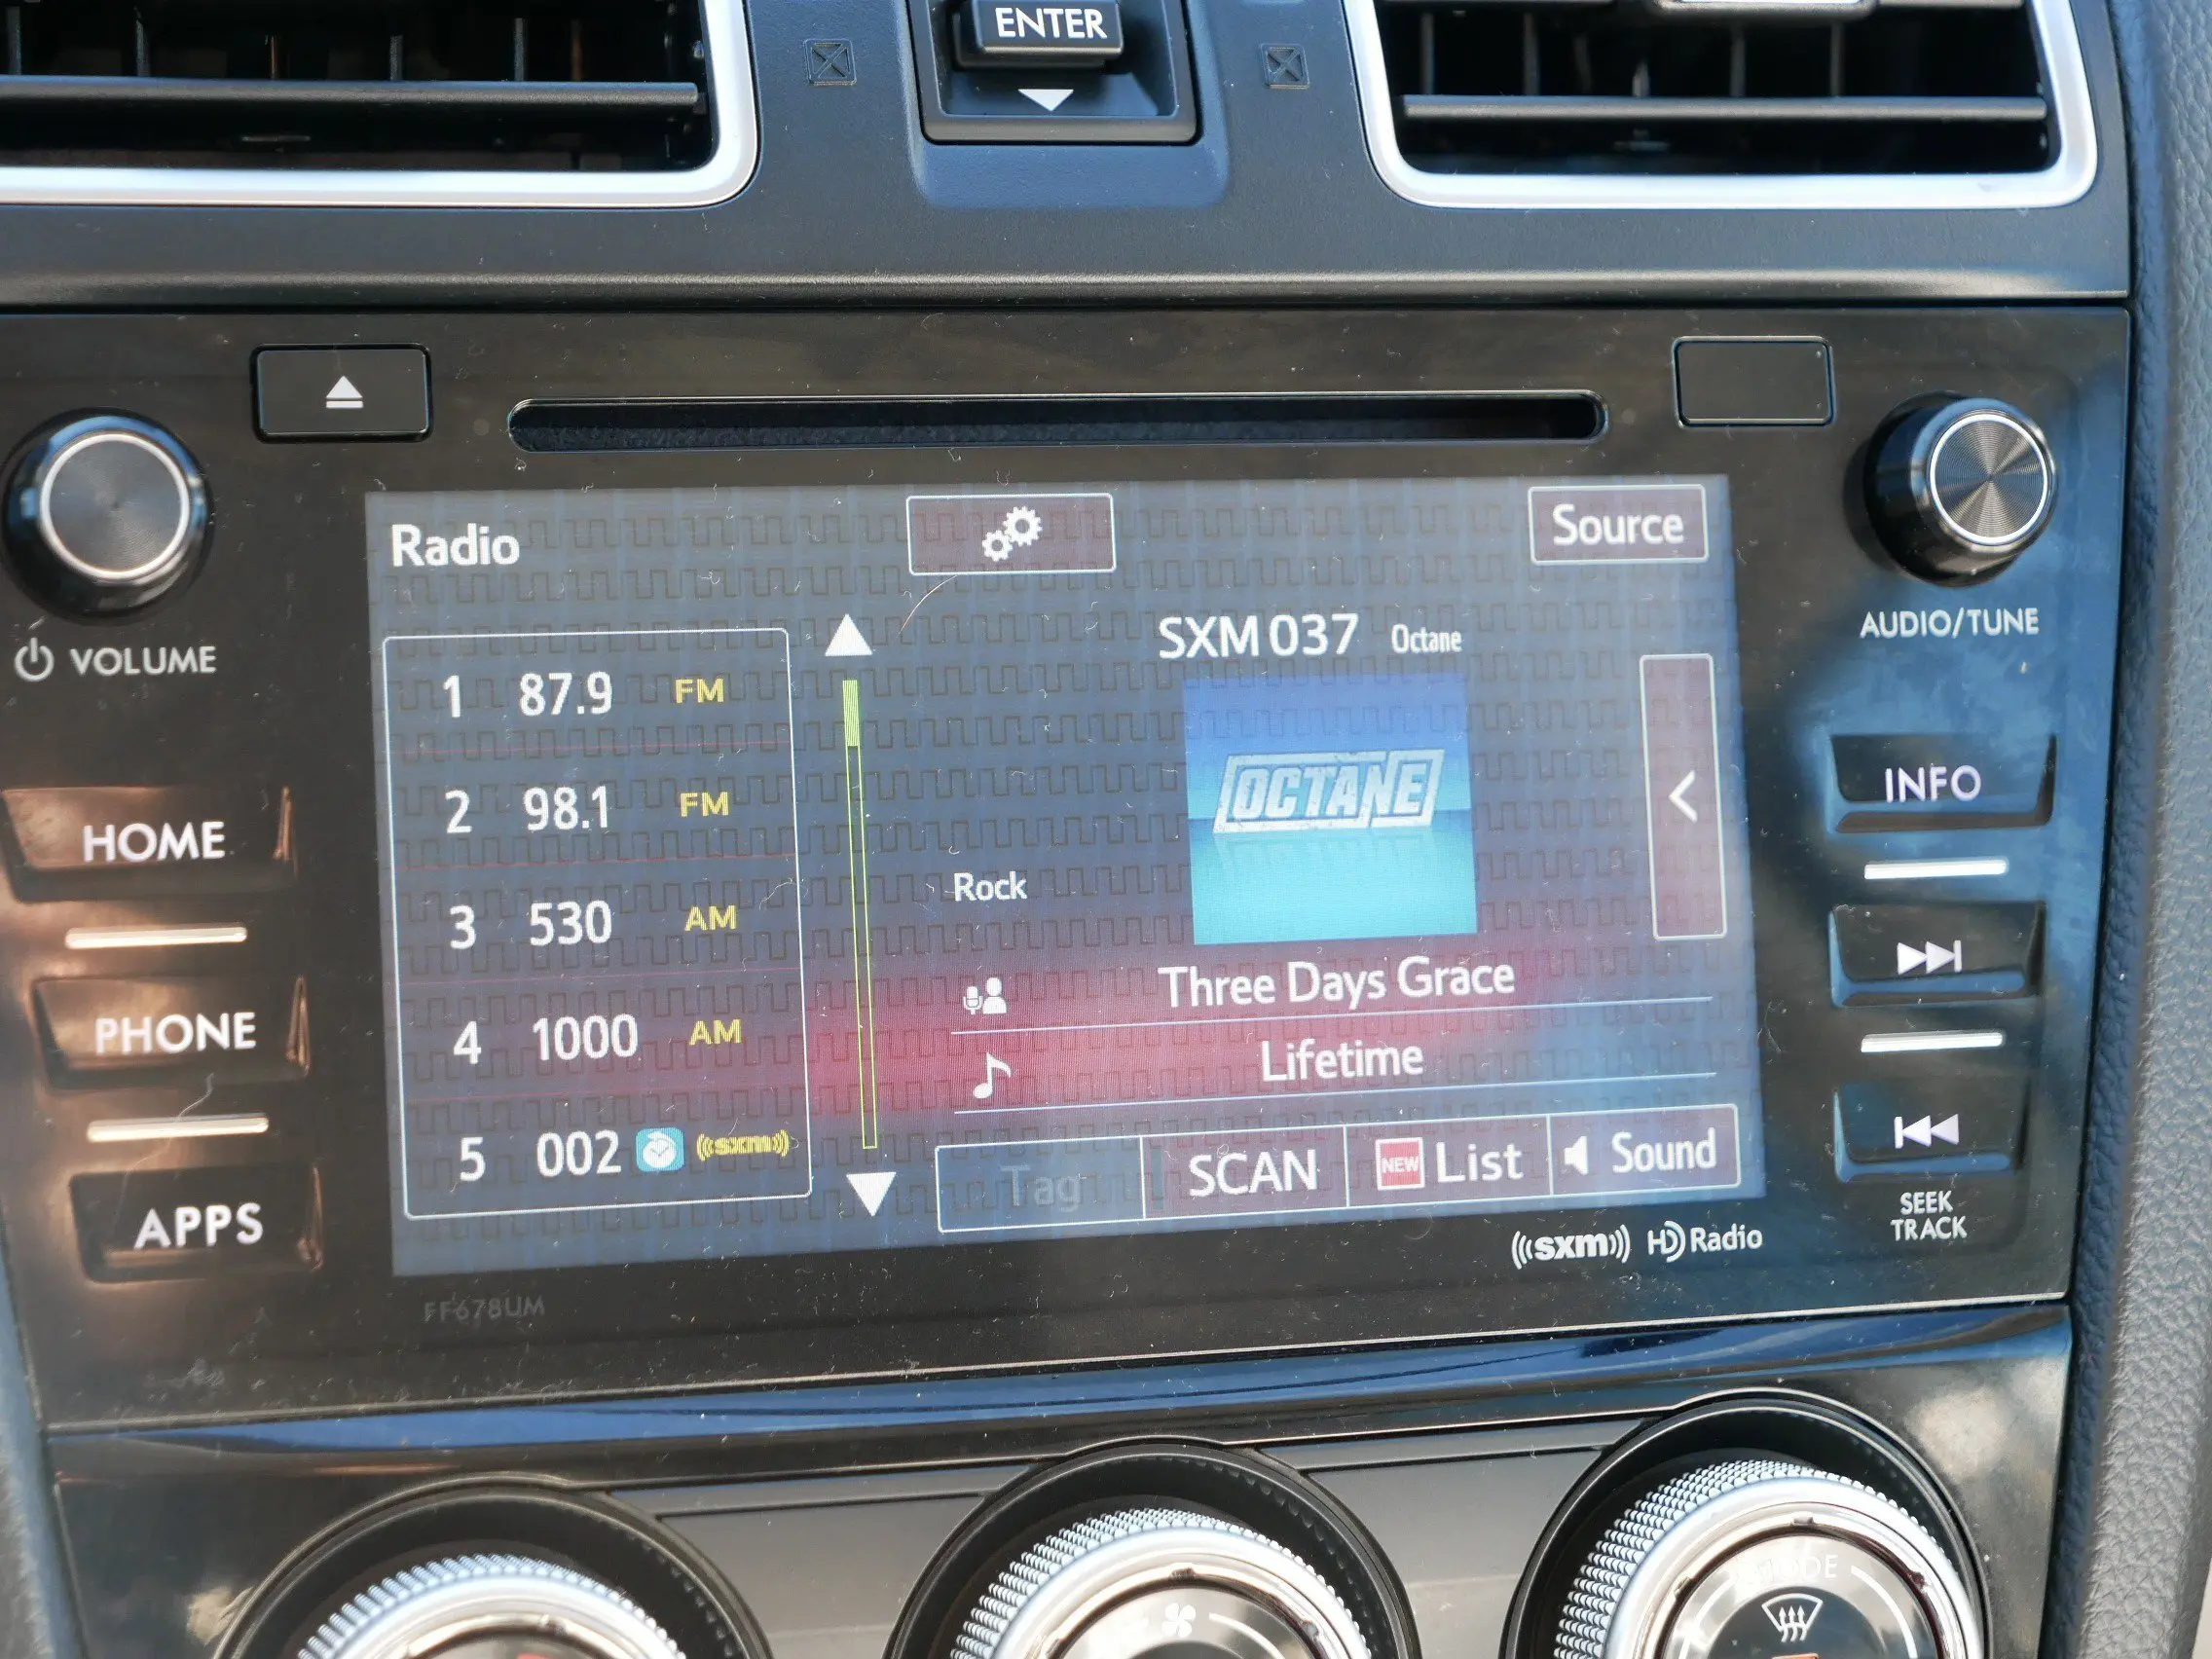 ENTER
Radio
Source
VOLUME
AUDIO/TUNE
SXM037 Octane
1 87.9 FM
2 98.1 FM
3 530 AM
4 1000 AM
5 002 ((sxm))
OCTANE
Rock
Three Days Grace
Lifetime
Tag
SCAN
NEW List
Sound
HOME
PHONE
APPS
INFO
SEEK
TRACK
((sxm)) HD Radio
FF678UM
MODE